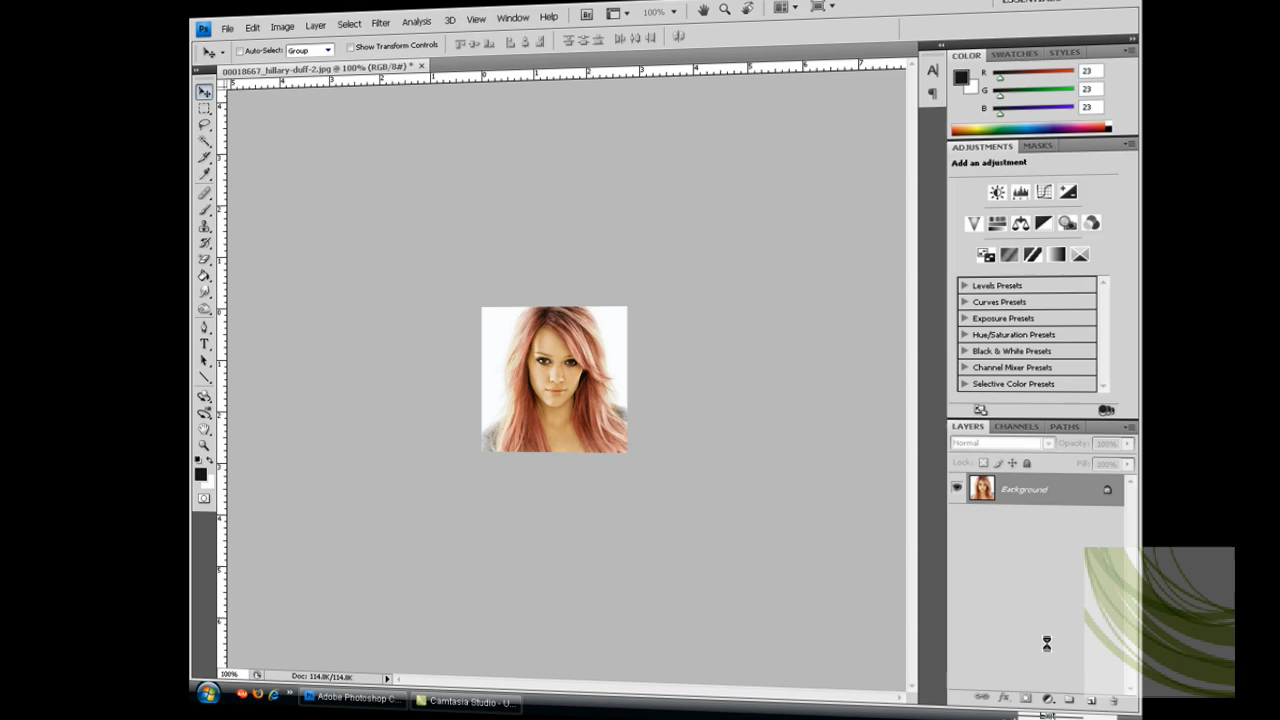 Ps File Edit Image Layer Select Filter Analysis 3D View Window Help Br 100%
Auto-Select: Group Show Transform Controls
00018667_hillary-duff-2.jpg @ 100% (RGB/8#) *
COLOR SWATCHES STYLES
R 23
G 23
B 23
ADJUSTMENTS MASKS
Add an adjustment
Levels Presets
Curves Presets
Exposure Presets
Hue/Saturation Presets
Black & White Presets
Channel Mixer Presets
Selective Color Presets
LAYERS CHANNELS PATHS
Normal Opacity: 100%
Lock: Fill: 100%
Background
100% Doc: 114.8K/114.8K
Adobe Photoshop C... Camtasia Studio - U...
Exit